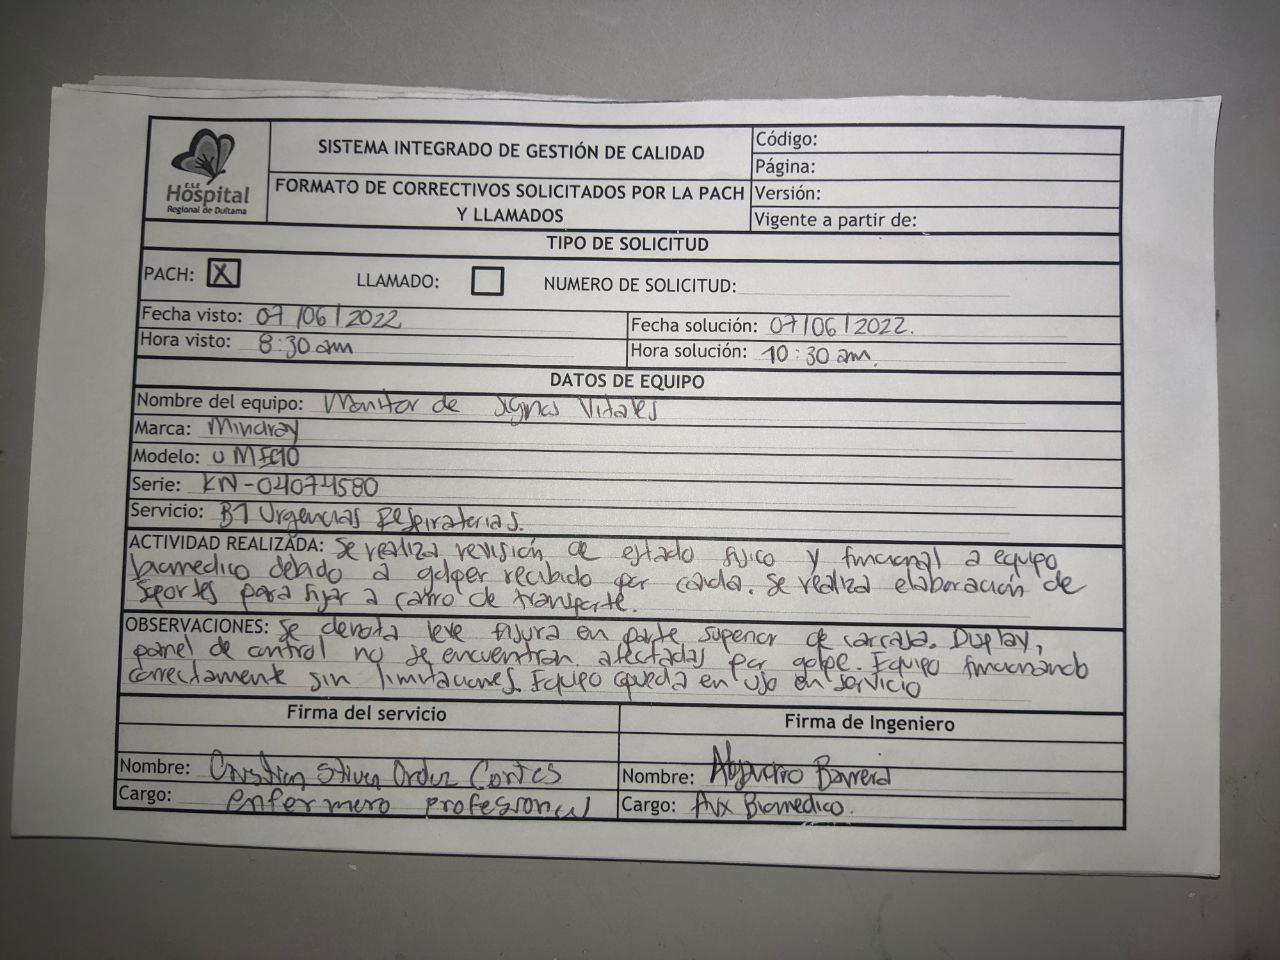 E.S.E.
Hospital
Regional de Duitama
SISTEMA INTEGRADO DE GESTIÓN DE CALIDAD
FORMATO DE CORRECTIVOS SOLICITADOS POR LA PACH
Y LLAMADOS
Código:
Página:
Versión:
Vigente a partir de:
TIPO DE SOLICITUD
PACH: X LLAMADO: NUMERO DE SOLICITUD:
Fecha visto: 07/06/2022 Fecha solución: 07/06/2022.
Hora visto: 8:30 am Hora solución: 10:30 am.
DATOS DE EQUIPO
Nombre del equipo: Monitor de signos Vitales
Marca: Mindray
Modelo: UMEC10
Serie: KN-04074580
Servicio: B1 Urgencias Respiratorias.
ACTIVIDAD REALIZADA: Se realiza revisión de estado fisico y funcional a equipo
biomedico debido a golpe recibido por caida. Se realiza elaboración de
soportes para fijar a carro de transporte.
OBSERVACIONES: Se denota leve fisura en parte superior de carcasa. Display,
panel de control no se encuentran afectadas por golpe. Equipo funcionando
correctamente sin limitaciones. Equipo queda en uso en servicio
Firma del servicio Firma de Ingeniero
Nombre: Cristian Stiven Orduz Cortes Nombre: Alejandro Barrera
Cargo: enfermero profesional Cargo: Aux Biomedico.